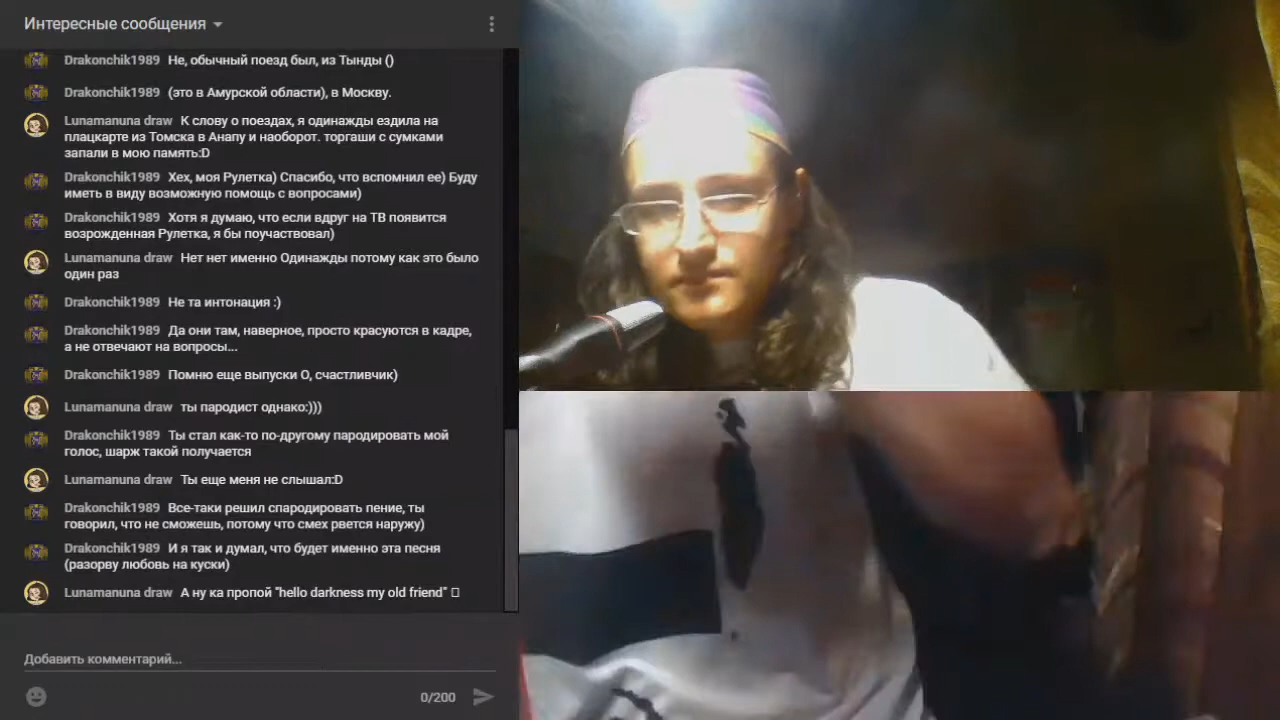 Интересные сообщения
Drakonchik1989 Не, обычный поезд был, из Тынды ()
Drakonchik1989 (это в Амурской области), в Москву.
Lunamanuna draw К слову о поездах, я одинажды ездила на
плацкарте из Томска в Анапу и наоборот. торгаши с сумками
запали в мою память:D
Drakonchik1989 Хех, моя Рулетка) Спасибо, что вспомнил ее) Буду
иметь в виду возможную помощь с вопросами)
Drakonchik1989 Хотя я думаю, что если вдруг на ТВ появится
возрожденная Рулетка, я бы поучаствовал)
Lunamanuna draw Нет нет именно Одинажды потому как это было
один раз
Drakonchik1989 Не та интонация :)
Drakonchik1989 Да они там, наверное, просто красуются в кадре,
а не отвечают на вопросы...
Drakonchik1989 Помню еще выпуски О, счастливчик)
Lunamanuna draw ты пародист однако:)))
Drakonchik1989 Ты стал как-то по-другому пародировать мой
голос, шарж такой получается
Lunamanuna draw Ты еще меня не слышал:D
Drakonchik1989 Все-таки решил спародировать пение, ты
говорил, что не сможешь, потому что смех рвется наружу)
Drakonchik1989 И я так и думал, что будет именно эта песня
(разорву любовь на куски)
Lunamanuna draw А ну ка пропой "hello darkness my old friend"
Добавить комментарий...
0/200